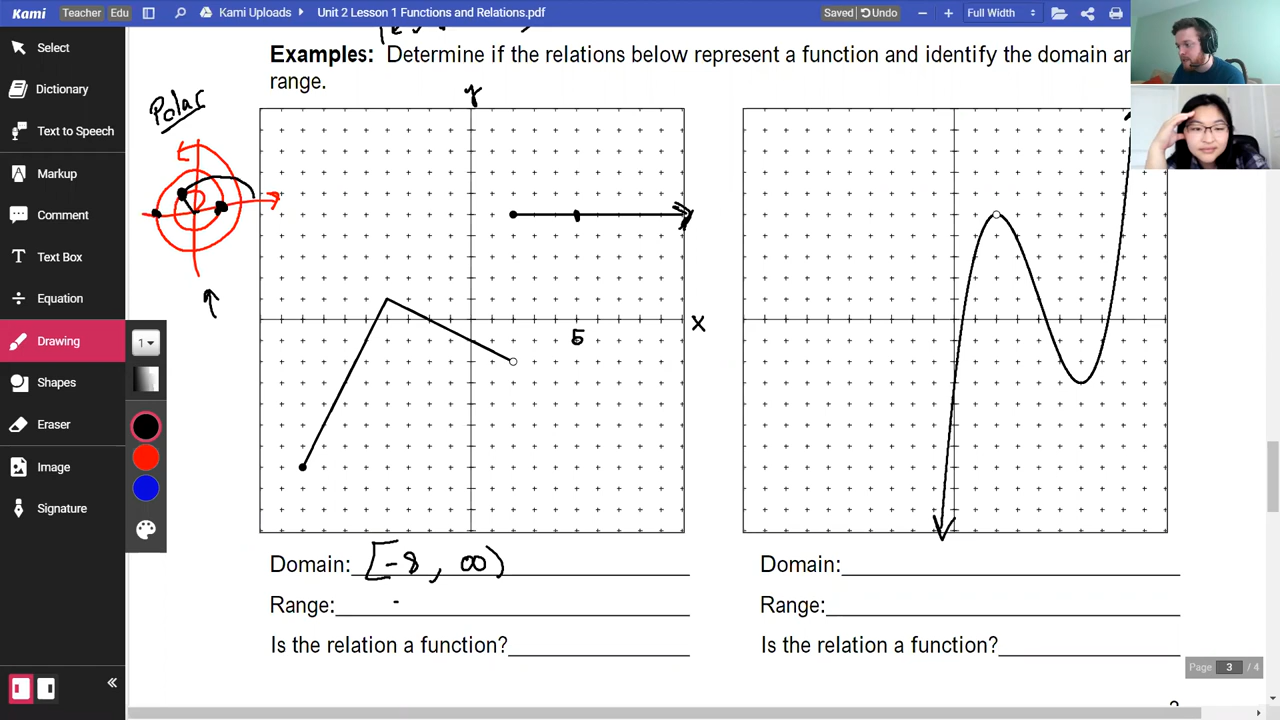 Kami Teacher Edu Kami Uploads Unit 2 Lesson 1 Functions and Relations.pdf Saved Undo Full Width
Select
Dictionary
Text to Speech
Markup
Comment
Text Box
Equation
Drawing
1
Shapes
Eraser
Image
Signature
Examples: Determine if the relations below represent a function and identify the domain
range.
Polar
y
x
5
Domain: [-8, ∞)
Range:
Is the relation a function?
Domain:
Range:
Is the relation a function?
Page 3 / 4